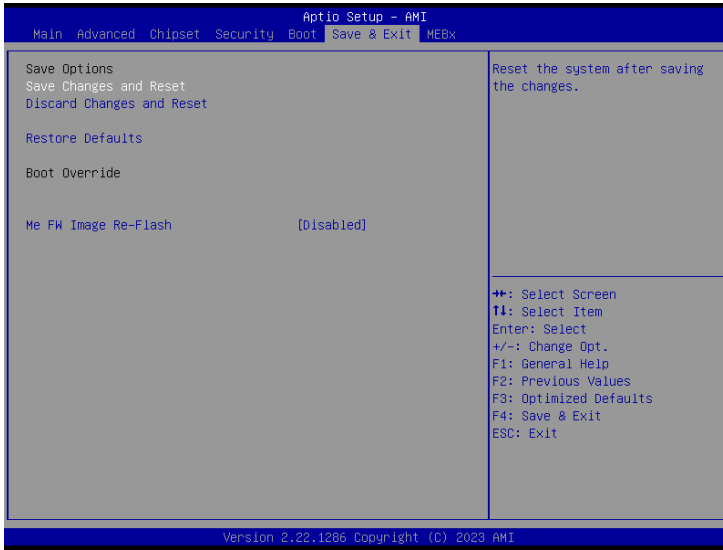 Aptio Setup – AMI
Main Advanced Chipset Security Boot Save & Exit MEBx
Save Options
Save Changes and Reset
Discard Changes and Reset
Restore Defaults
Boot Override
Me FW Image Re-Flash [Disabled]
Reset the system after saving
the changes.
→←: Select Screen
↑↓: Select Item
Enter: Select
+/-: Change Opt.
F1: General Help
F2: Previous Values
F3: Optimized Defaults
F4: Save & Exit
ESC: Exit
Version 2.22.1286 Copyright (C) 2023 AMI